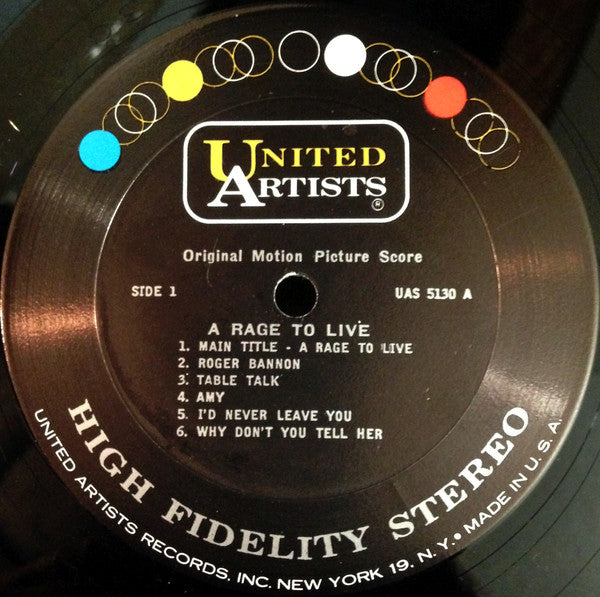 UNITED
ARTISTS
®
Original Motion Picture Score
SIDE 1
UAS 5130 A
A RAGE TO LIVE
1. MAIN TITLE - A RAGE TO LIVE
2. ROGER BANNON
3. TABLE TALK
4. AMY
5. I'D NEVER LEAVE YOU
6. WHY DON'T YOU TELL HER
HIGH FIDELITY STEREO
UNITED ARTISTS RECORDS, INC. NEW YORK 19, N.Y. • MADE IN U.S.A.